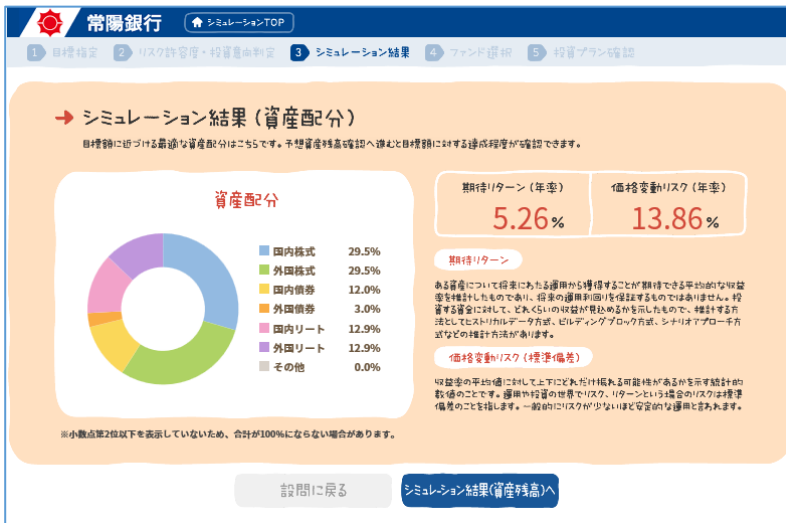 常陽銀行 シミュレーションTOP
1 目標指定 2 リスク許容度・投資意向判定 3 シミュレーション結果 4 ファンド選択 5 投資プラン確認
シミュレーション結果(資産配分)
目標額に近づける最適な資産配分はこちらです。予想資産残高確認へ進むと目標額に対する達成程度が確認できます。
資産配分
国内株式 29.5%
外国株式 29.5%
国内債券 12.0%
外国債券 3.0%
国内リート 12.9%
外国リート 12.9%
その他 0.0%
※小数点第2位以下を表示していないため、合計が100%にならない場合があります。
期待リターン(年率) 価格変動リスク(年率)
5.26% 13.86%
期待リターン
ある資産について将来にわたる運用から獲得することが期待できる平均的な収益
率を推計したものであり、将来の運用利回りを保証するものではありません。投
資する資金に対して、どれくらいの収益が見込めるかを示したもので、推計する方
法としてヒストリカルデータ方式、ビルディングブロック方式、シナリオアプローチ方
式などの推計方法があります。
価格変動リスク(標準偏差)
収益率の平均値に対して上下にどれだけ振れる可能性があるかを示す統計的
数値のことです。運用や投資の世界でリスク、リターンという場合のリスクは標準
偏差のことを指します。一般的にリスクが少ないほど安定的な運用と言われます。
設問に戻る シミュレーション結果(資産残高)へ